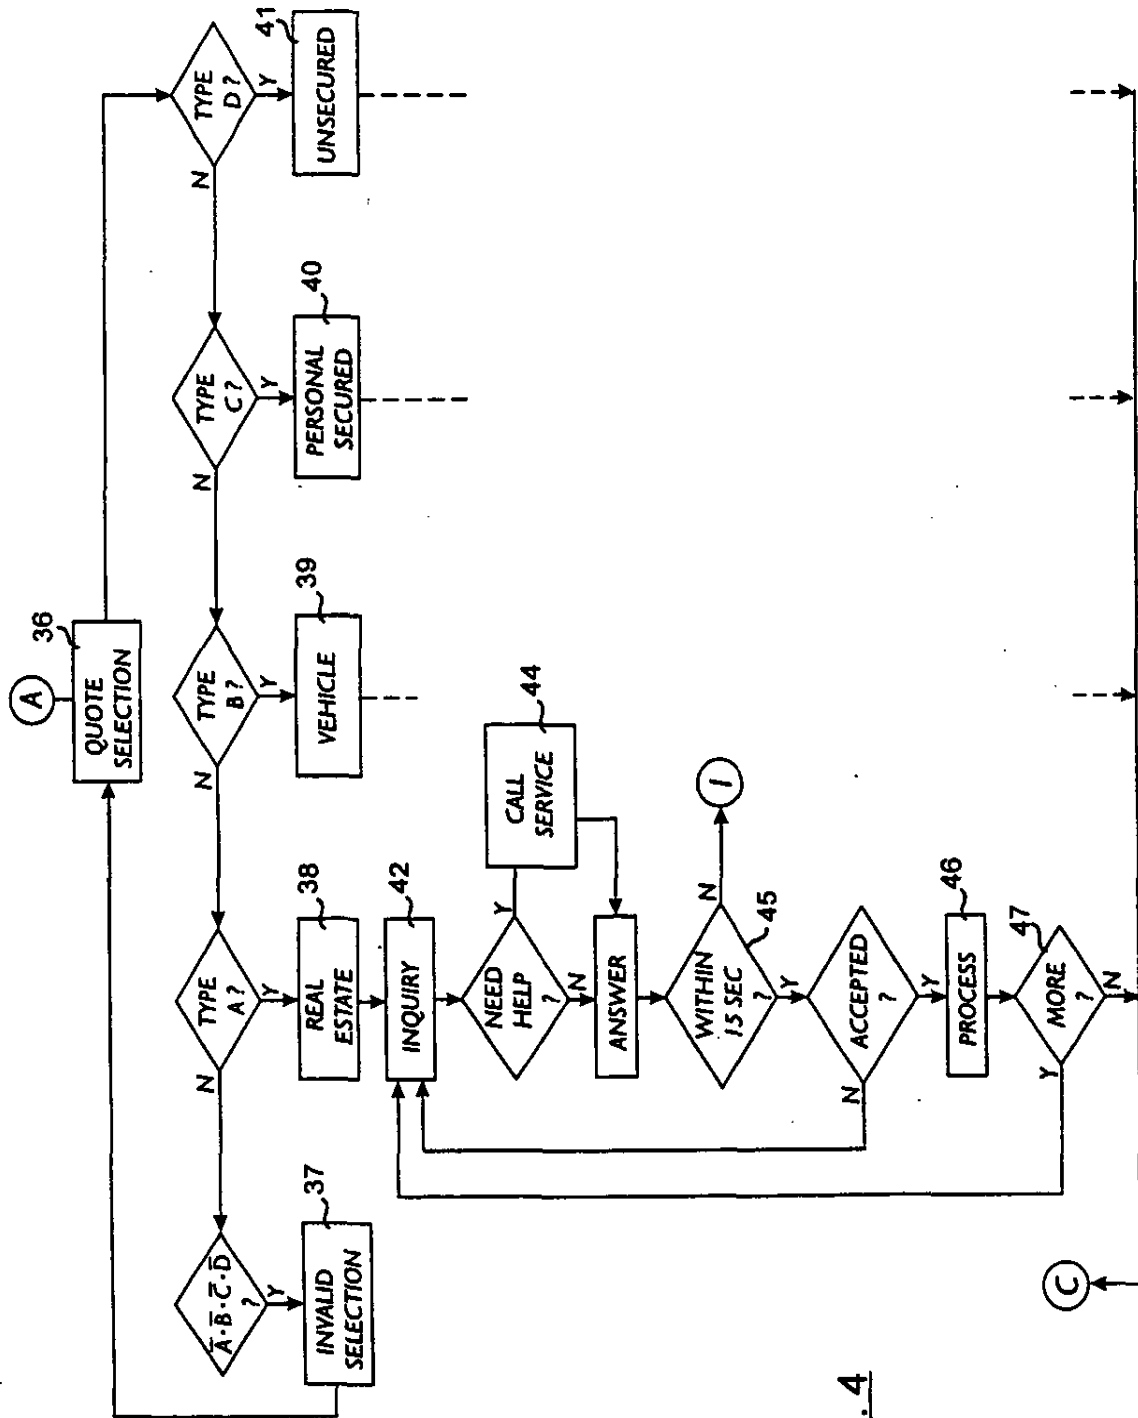 A
36
QUOTE
SELECTION
TYPE
D ?
N
Y
41
UNSECURED
TYPE
C ?
N
Y
40
PERSONAL
SECURED
TYPE
B ?
N
Y
39
VEHICLE
TYPE
A ?
N
Y
38
REAL
ESTATE
A̅·B̅·C̅·D̅
?
Y
37
INVALID
SELECTION
42
INQUIRY
NEED
HELP
?
Y
N
44
CALL
SERVICE
ANSWER
WITHIN
15 SEC
?
45
N
I
Y
ACCEPTED
?
N
Y
46
PROCESS
47
MORE
?
Y
N
C
. 4